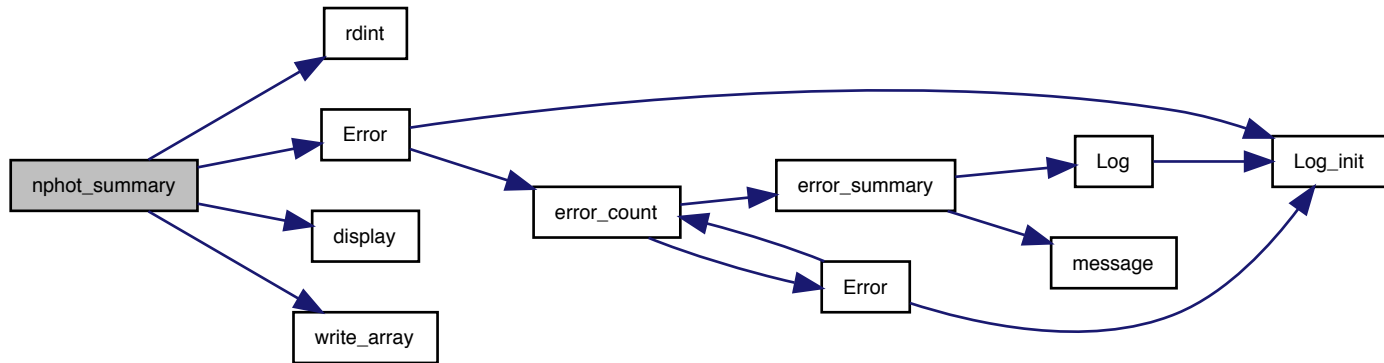 rdint
Error
nphot_summary
display
write_array
error_count
error_summary
Error
Log
message
Log_init